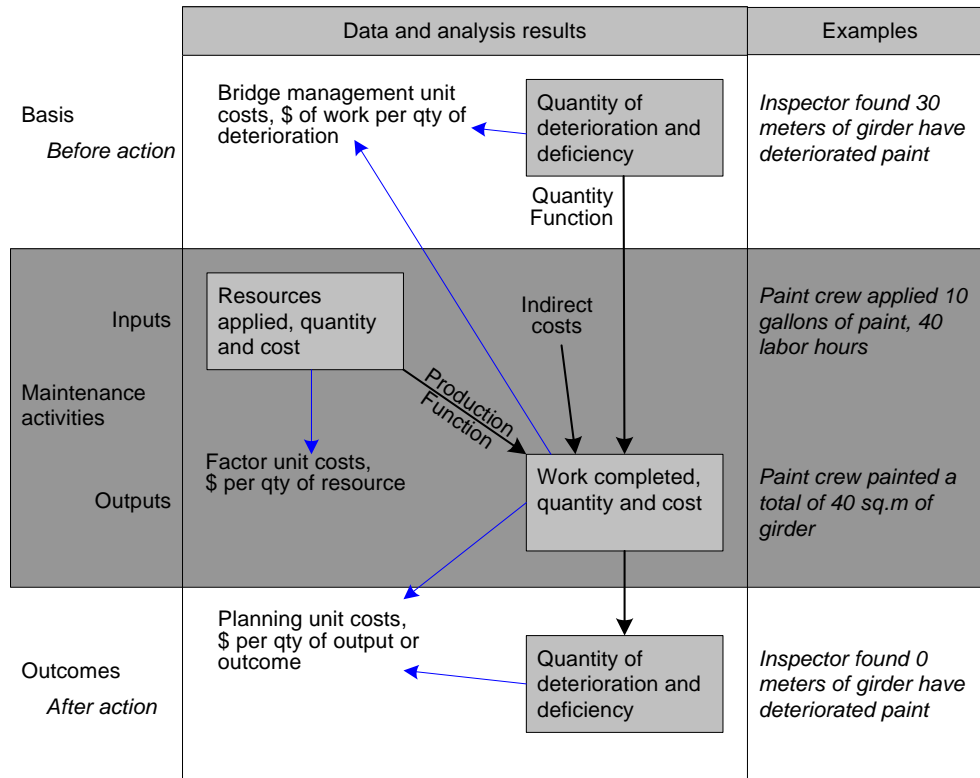 Data and analysis results
Examples
Basis
Before action
Bridge management unit
costs, $ of work per qty of
deterioration
Quantity of
deterioration and
deficiency
Inspector found 30
meters of girder have
deteriorated paint
Quantity
Function
Inputs
Resources
applied, quantity
and cost
Indirect
costs
Paint crew applied 10
gallons of paint, 40
labor hours
Maintenance
activities
Production
Function
Factor unit costs,
$ per qty of resource
Outputs
Work completed,
quantity and cost
Paint crew painted a
total of 40 sq.m of
girder
Planning unit costs,
$ per qty of output or
outcome
Outcomes
After action
Quantity of
deterioration and
deficiency
Inspector found 0
meters of girder have
deteriorated paint